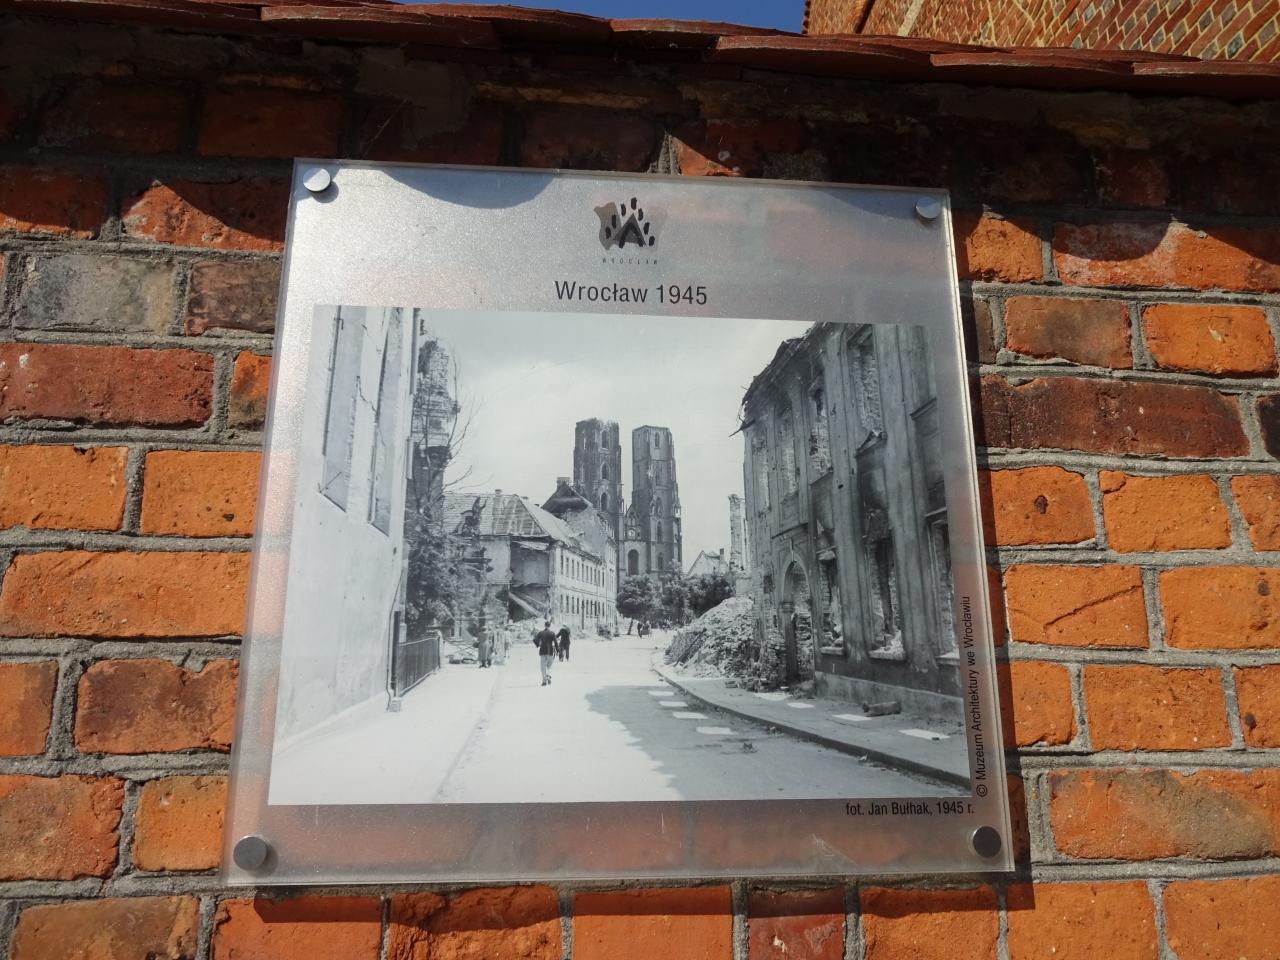 WROCŁAW
Wrocław 1945
© Muzeum Architektury we Wrocławiu
fot. Jan Bułhak, 1945 r.